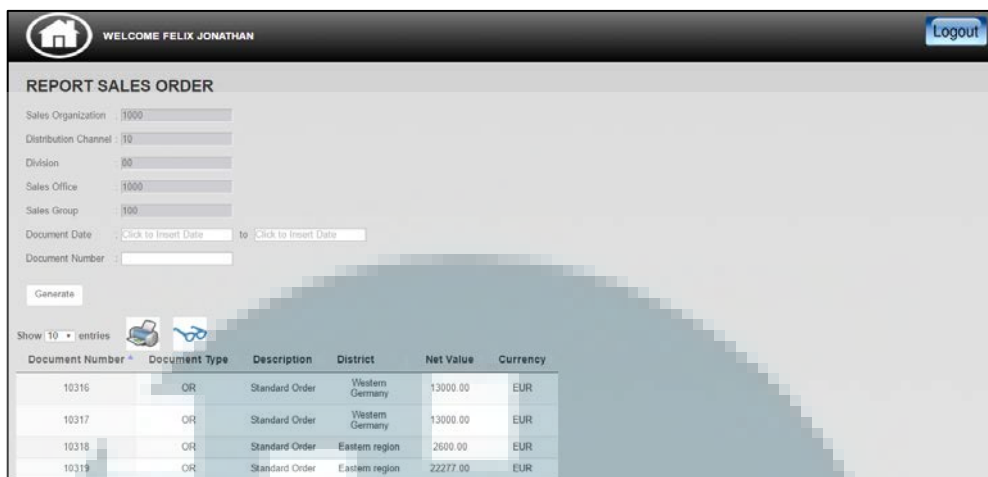 WELCOME FELIX JONATHAN
Logout
REPORT SALES ORDER
Sales Organization : 1000
Distribution Channel : 10
Division : 00
Sales Office : 1000
Sales Group : 100
Document Date : Click to Insert Date to Click to Insert Date
Document Number :
Generate
Show 10 entries
Document Number Document Type Description District Net Value Currency
10316 OR Standard Order Western Germany 13000.00 EUR
10317 OR Standard Order Western Germany 13000.00 EUR
10318 OR Standard Order Eastern region 2600.00 EUR
10319 OR Standard Order Eastern region 22277.00 EUR